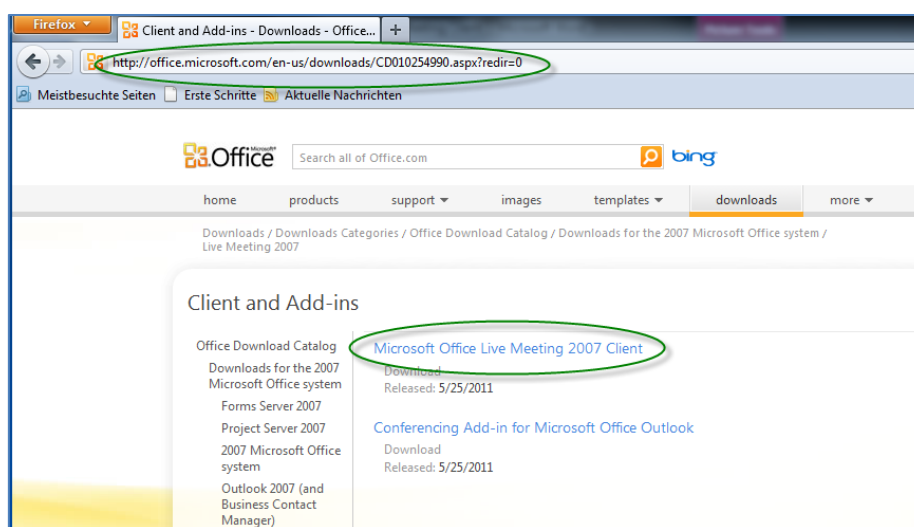 Firefox
Client and Add-ins - Downloads - Office...
+
http://office.microsoft.com/en-us/downloads/CD010254990.aspx?redir=0
Meistbesuchte Seiten Erste Schritte Aktuelle Nachrichten
Microsoft®
Office Search all of Office.com bing
home products support images templates downloads more
Downloads / Downloads Categories / Office Download Catalog / Downloads for the 2007 Microsoft Office system /
Live Meeting 2007
Client and Add-ins
Office Download Catalog
Downloads for the 2007
Microsoft Office system
Forms Server 2007
Project Server 2007
2007 Microsoft Office
system
Outlook 2007 (and
Business Contact
Manager)
Microsoft Office Live Meeting 2007 Client
Download
Released: 5/25/2011
Conferencing Add-in for Microsoft Office Outlook
Download
Released: 5/25/2011